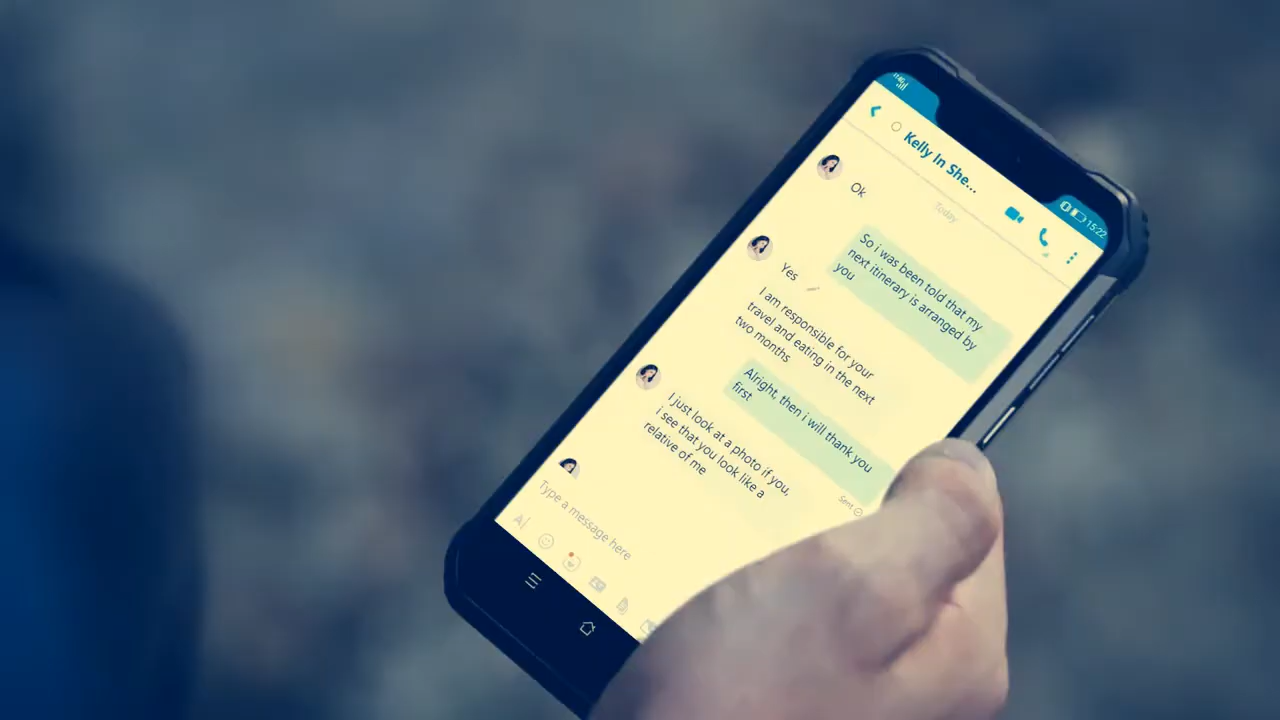 15:22
Kelly In She...
Ok
Today
So i was been told that my
next itinerary is arranged by
you
Yes
I am responsible for your
travel and eating in the next
two months
Alright, then i will thank you
first
Sent
I just look at a photo if you,
i see that you look like a
relative of me
Type a message here